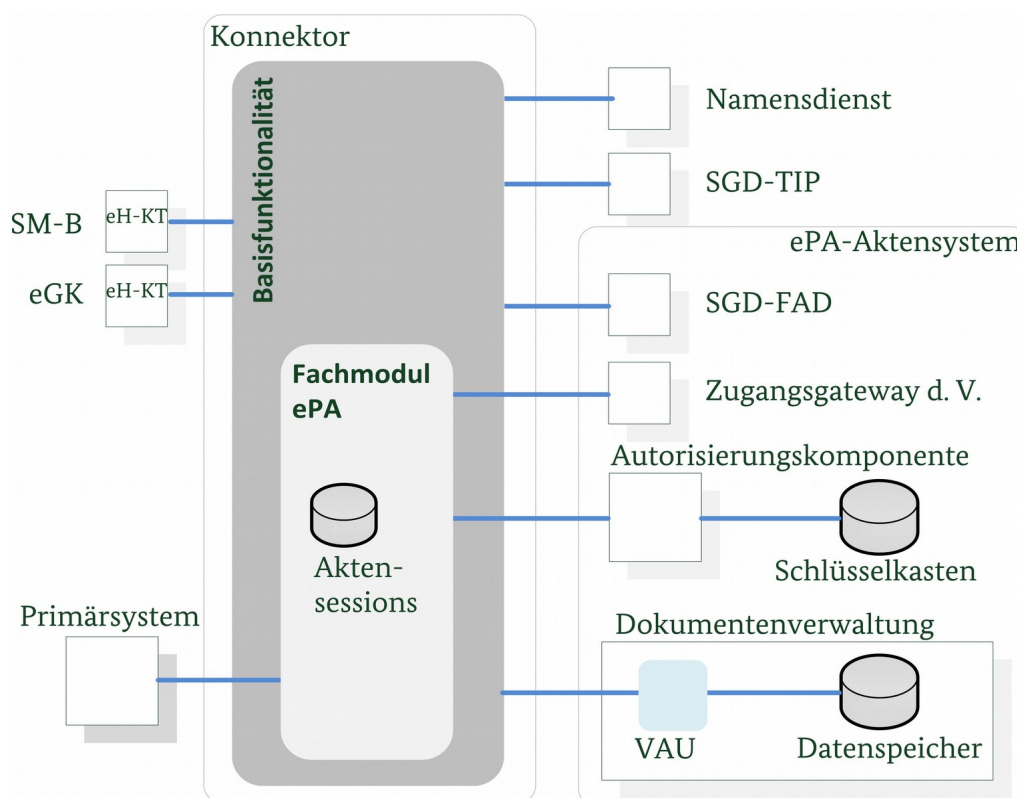 Konnektor
Basisfunktionalität
Namensdienst
SGD-TIP
SM-B
eH-KT
eGK
eH-KT
ePA-Aktensystem
SGD-FAD
Fachmodul
ePA
Zugangsgateway d. V.
Autorisierungskomponente
Akten-
sessions
Schlüsselkasten
Primärsystem
Dokumentenverwaltung
VAU
Datenspeicher